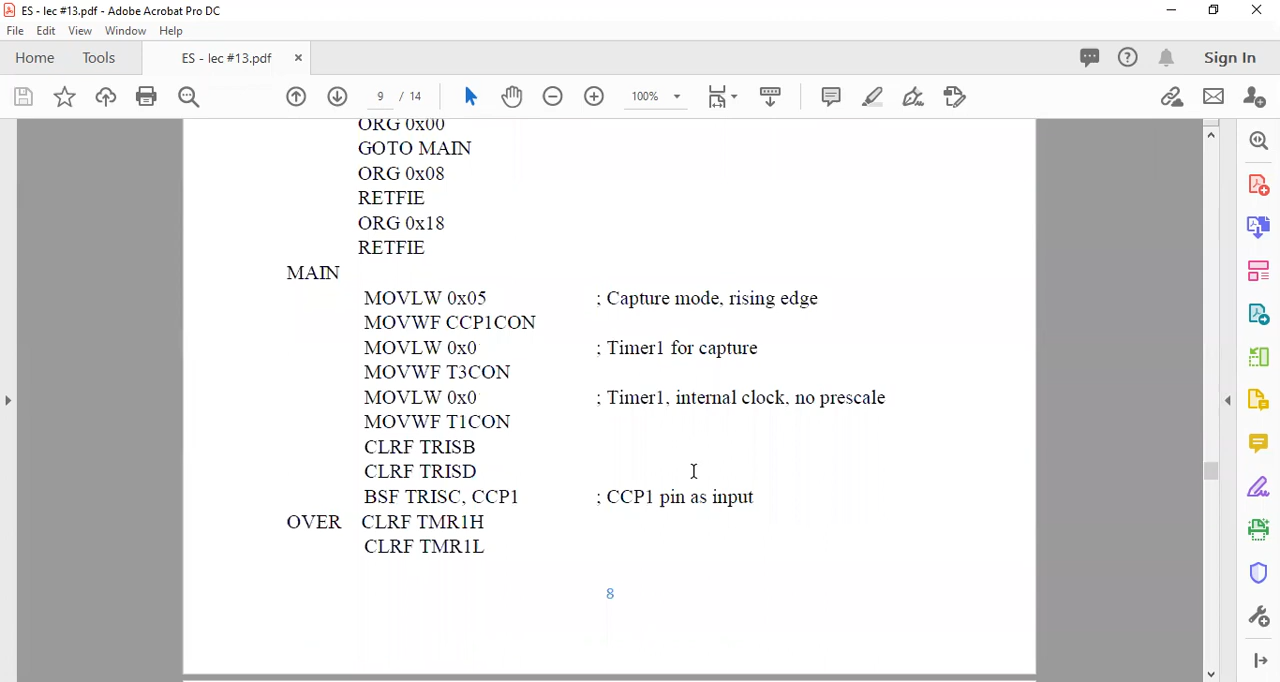 ES - lec #13.pdf - Adobe Acrobat Pro DC
File Edit View Window Help
Home Tools ES - lec #13.pdf × Sign In
9 / 14 100%
ORG 0x00
GOTO MAIN
ORG 0x08
RETFIE
ORG 0x18
RETFIE
MAIN
MOVLW 0x05 ; Capture mode, rising edge
MOVWF CCP1CON
MOVLW 0x0 ; Timer1 for capture
MOVWF T3CON
MOVLW 0x0 ; Timer1, internal clock, no prescale
MOVWF T1CON
CLRF TRISB
CLRF TRISD
BSF TRISC, CCP1 ; CCP1 pin as input
OVER CLRF TMR1H
CLRF TMR1L
8